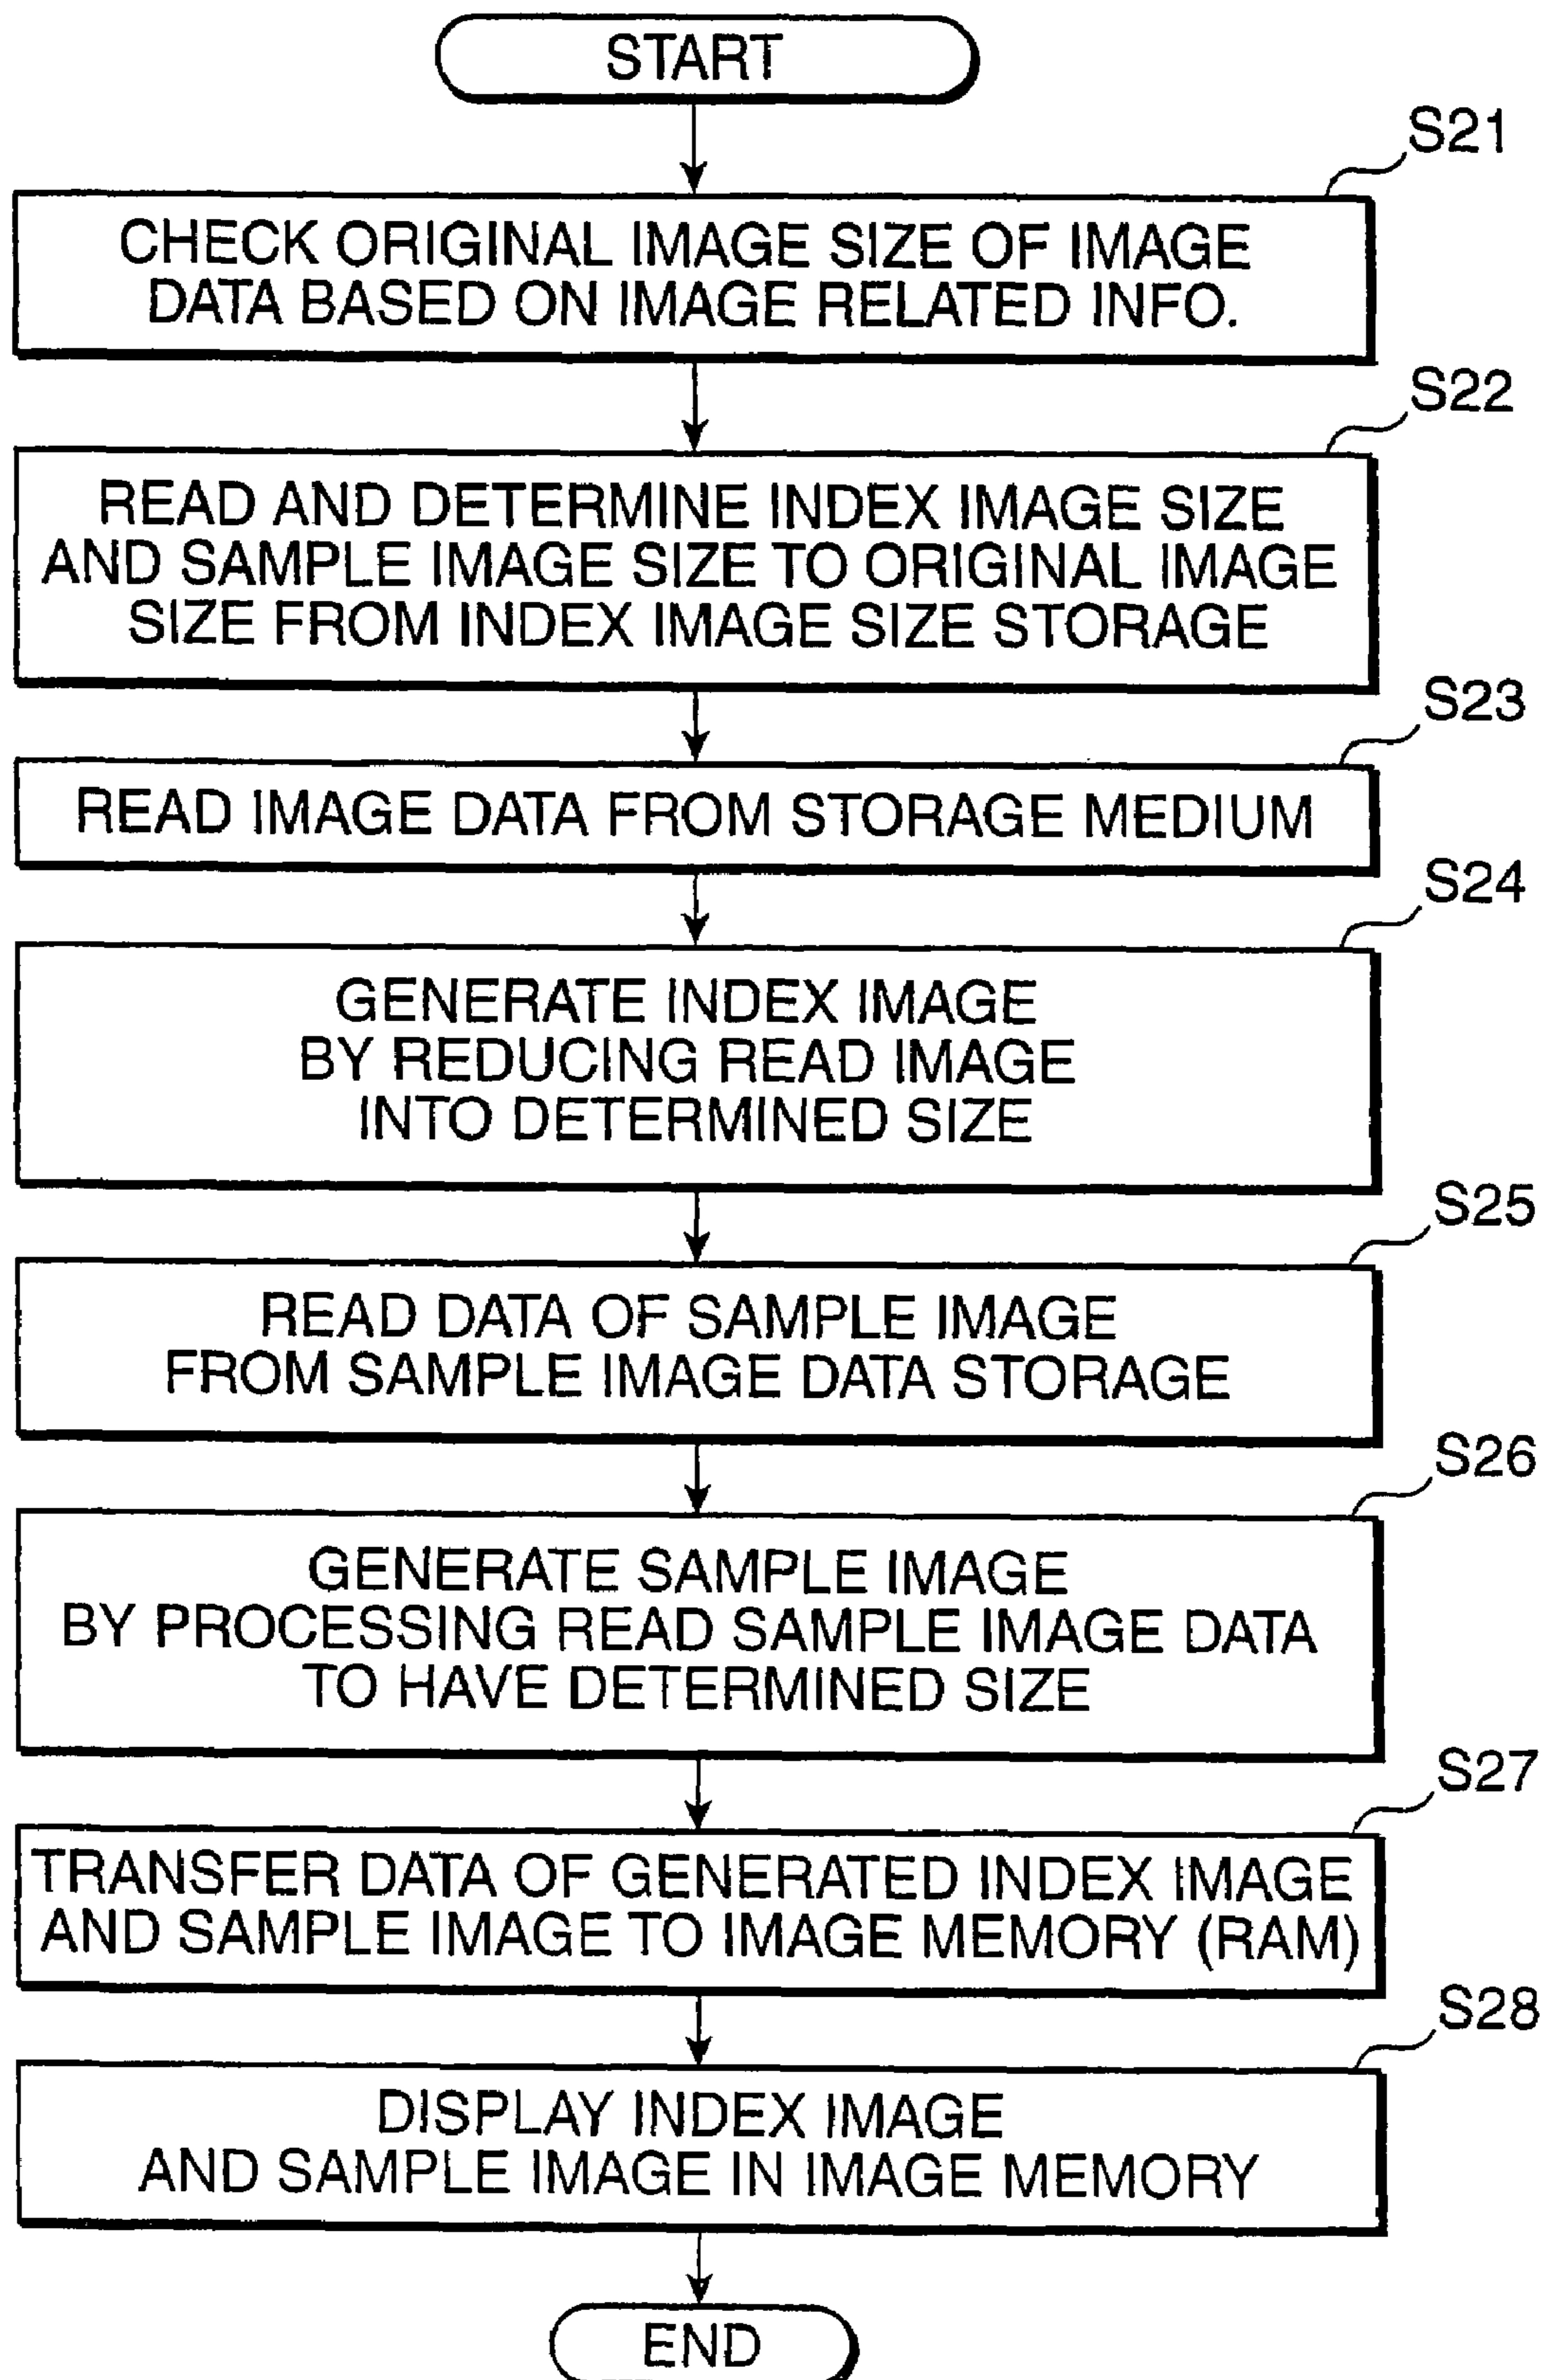 START
S21
CHECK ORIGINAL IMAGE SIZE OF IMAGE
DATA BASED ON IMAGE RELATED INFO.
S22
READ AND DETERMINE INDEX IMAGE SIZE
AND SAMPLE IMAGE SIZE TO ORIGINAL IMAGE
SIZE FROM INDEX IMAGE SIZE STORAGE
S23
READ IMAGE DATA FROM STORAGE MEDIUM
S24
GENERATE INDEX IMAGE
BY REDUCING READ IMAGE
INTO DETERMINED SIZE
S25
READ DATA OF SAMPLE IMAGE
FROM SAMPLE IMAGE DATA STORAGE
S26
GENERATE SAMPLE IMAGE
BY PROCESSING READ SAMPLE IMAGE DATA
TO HAVE DETERMINED SIZE
S27
TRANSFER DATA OF GENERATED INDEX IMAGE
AND SAMPLE IMAGE TO IMAGE MEMORY (RAM)
S28
DISPLAY INDEX IMAGE
AND SAMPLE IMAGE IN IMAGE MEMORY
END